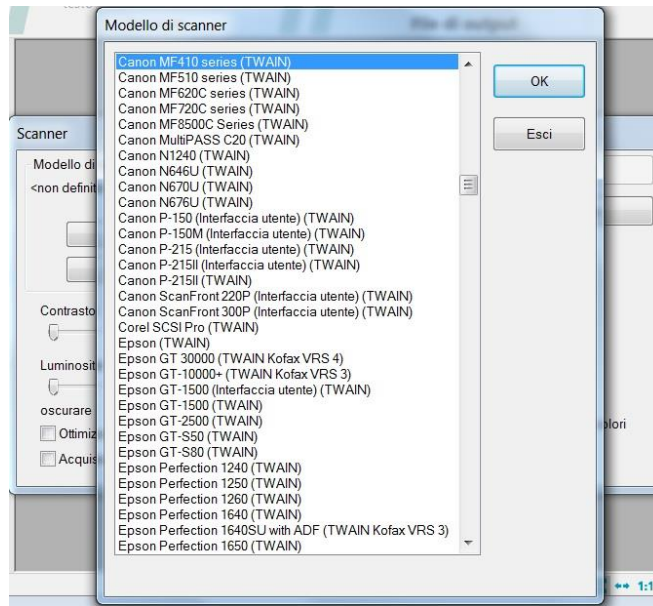 Modello di scanner
File di output
Canon MF410 series (TWAIN)
Canon MF510 series (TWAIN)
Canon MF620C series (TWAIN)
Canon MF720C series (TWAIN)
Canon MF8500C Series (TWAIN)
Canon MultiPASS C20 (TWAIN)
Canon N1240 (TWAIN)
Canon N646U (TWAIN)
Canon N670U (TWAIN)
Canon N676U (TWAIN)
Canon P-150 (Interfaccia utente) (TWAIN)
Canon P-150M (Interfaccia utente) (TWAIN)
Canon P-215 (Interfaccia utente) (TWAIN)
Canon P-215II (Interfaccia utente) (TWAIN)
Canon P-215II (TWAIN)
Canon ScanFront 220P (Interfaccia utente) (TWAIN)
Canon ScanFront 300P (Interfaccia utente) (TWAIN)
Corel SCSI Pro (TWAIN)
Epson (TWAIN)
Epson GT 30000 (TWAIN Kofax VRS 4)
Epson GT-10000+ (TWAIN Kofax VRS 3)
Epson GT-1500 (Interfaccia utente) (TWAIN)
Epson GT-1500 (TWAIN)
Epson GT-2500 (TWAIN)
Epson GT-S50 (TWAIN)
Epson GT-S80 (TWAIN)
Epson Perfection 1240 (TWAIN)
Epson Perfection 1250 (TWAIN)
Epson Perfection 1260 (TWAIN)
Epson Perfection 1640 (TWAIN)
Epson Perfection 1640SU with ADF (TWAIN Kofax VRS 3)
Epson Perfection 1650 (TWAIN)
OK
Esci
Scanner
Modello di
<non definit
Contrasto
Luminosit
oscurare
Ottimiz
Acquis
olori
1:1